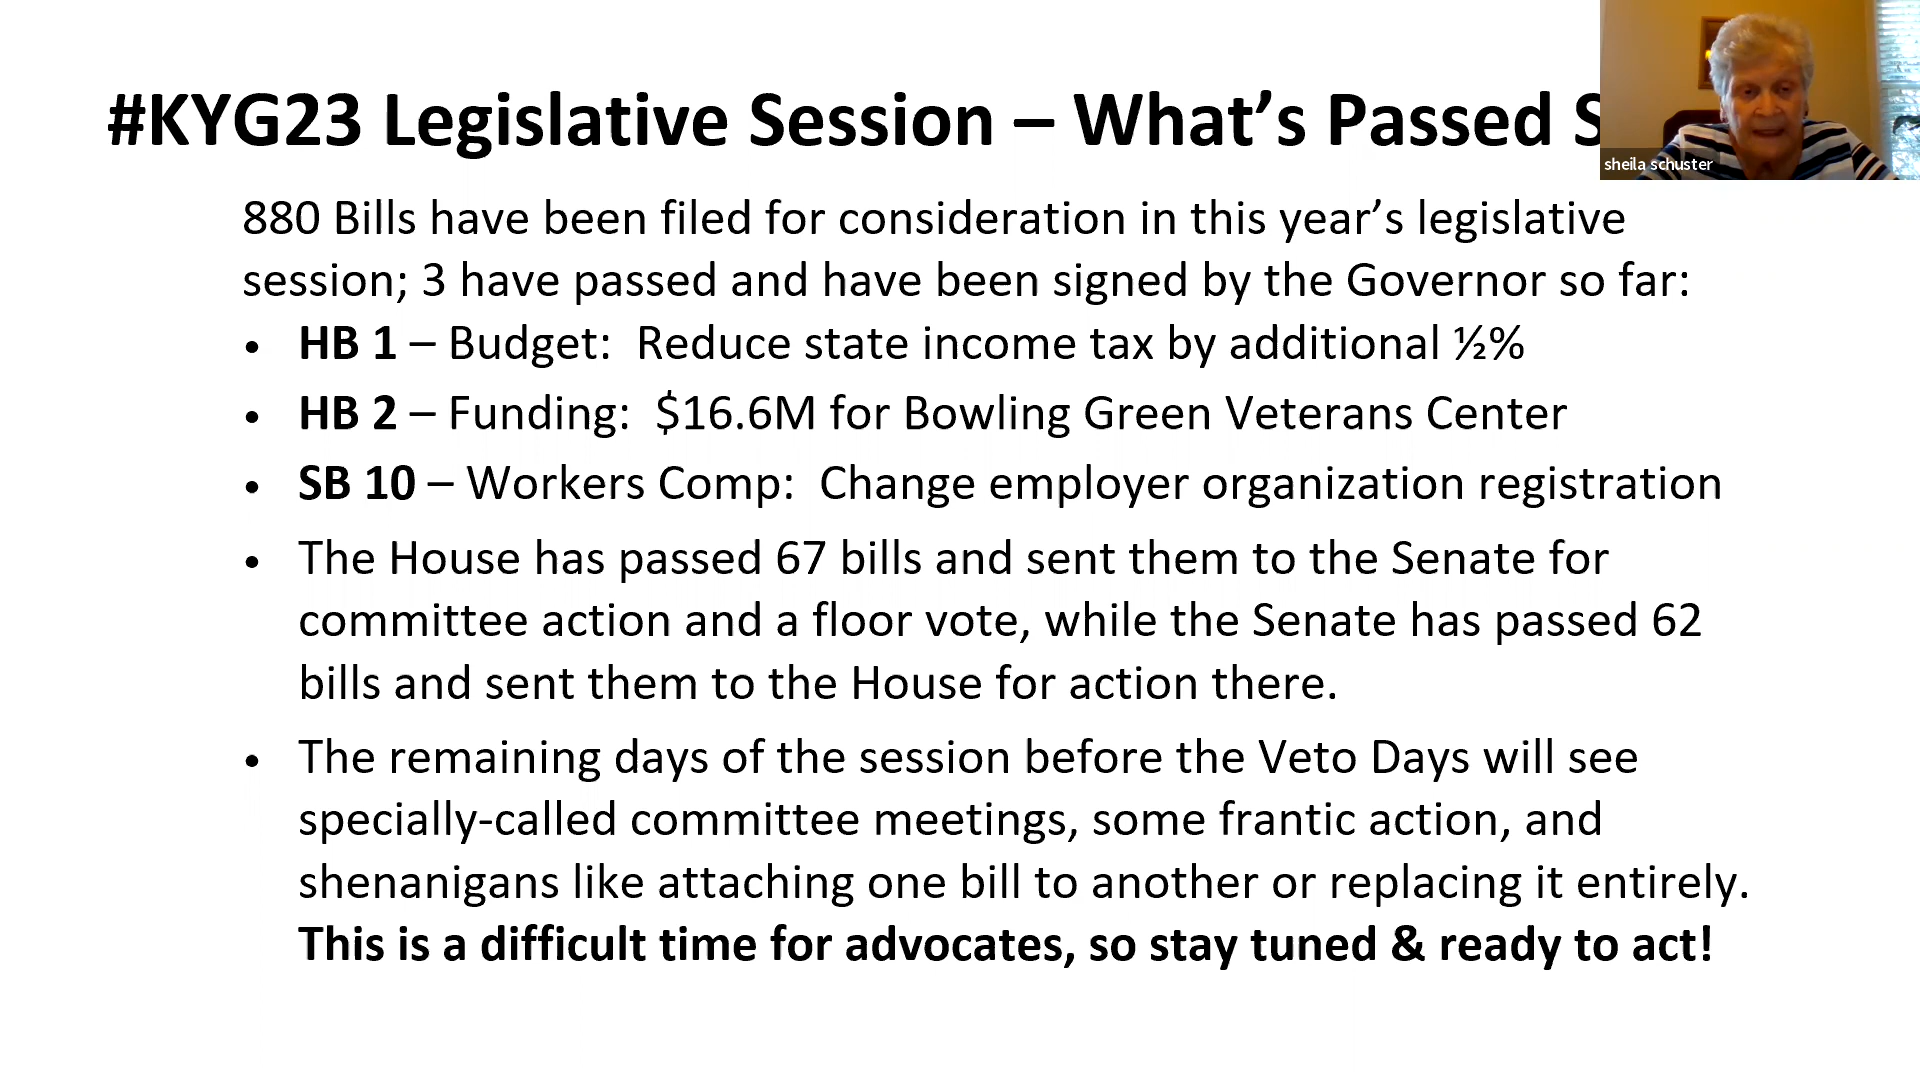 #KYG23 Legislative Session – What’s Passed
sheila schuster
880 Bills have been filed for consideration in this year’s legislative
session; 3 have passed and have been signed by the Governor so far:
• HB 1 – Budget: Reduce state income tax by additional ½%
• HB 2 – Funding: $16.6M for Bowling Green Veterans Center
• SB 10 – Workers Comp: Change employer organization registration
• The House has passed 67 bills and sent them to the Senate for
committee action and a floor vote, while the Senate has passed 62
bills and sent them to the House for action there.
• The remaining days of the session before the Veto Days will see
specially-called committee meetings, some frantic action, and
shenanigans like attaching one bill to another or replacing it entirely.
This is a difficult time for advocates, so stay tuned & ready to act!